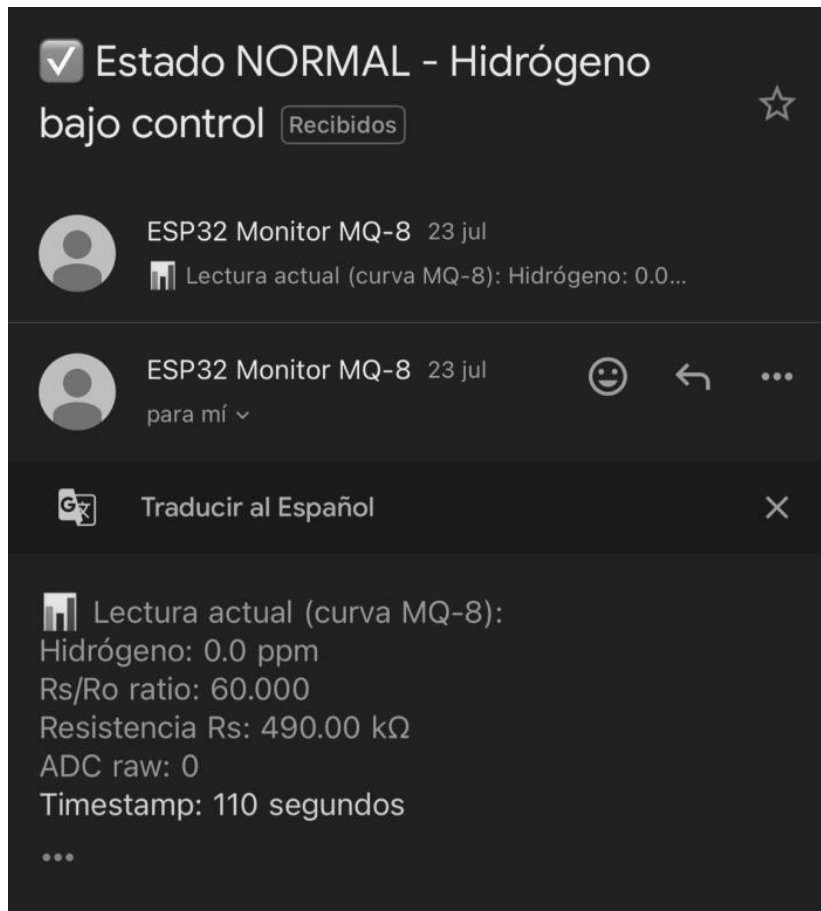 ☑ Estado NORMAL - Hidrógeno
bajo control Recibidos
ESP32 Monitor MQ-8 23 jul
📊 Lectura actual (curva MQ-8): Hidrógeno: 0.0...
ESP32 Monitor MQ-8 23 jul
para mí
Traducir al Español
📊 Lectura actual (curva MQ-8):
Hidrógeno: 0.0 ppm
Rs/Ro ratio: 60.000
Resistencia Rs: 490.00 kΩ
ADC raw: 0
Timestamp: 110 segundos